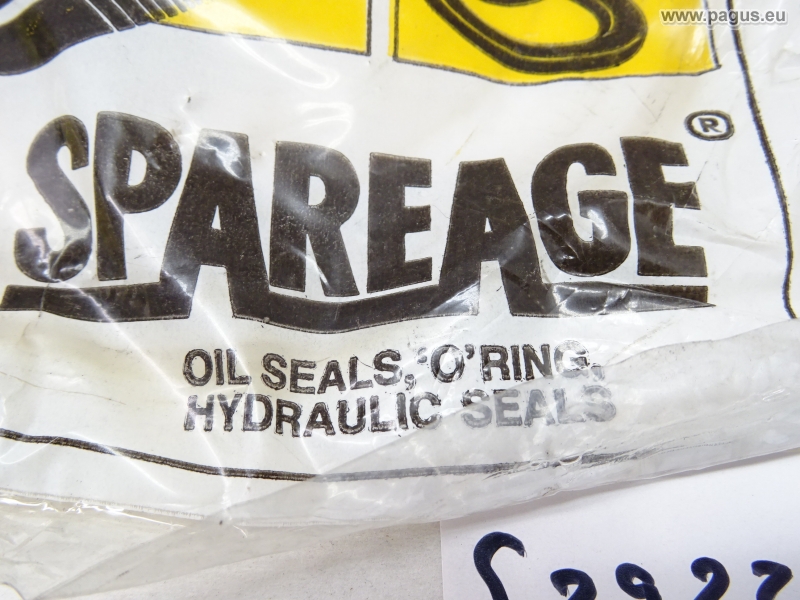 www.pagus.eu
SPAREAGE®
OIL SEALS, 'O' RING,
HYDRAULIC SEALS